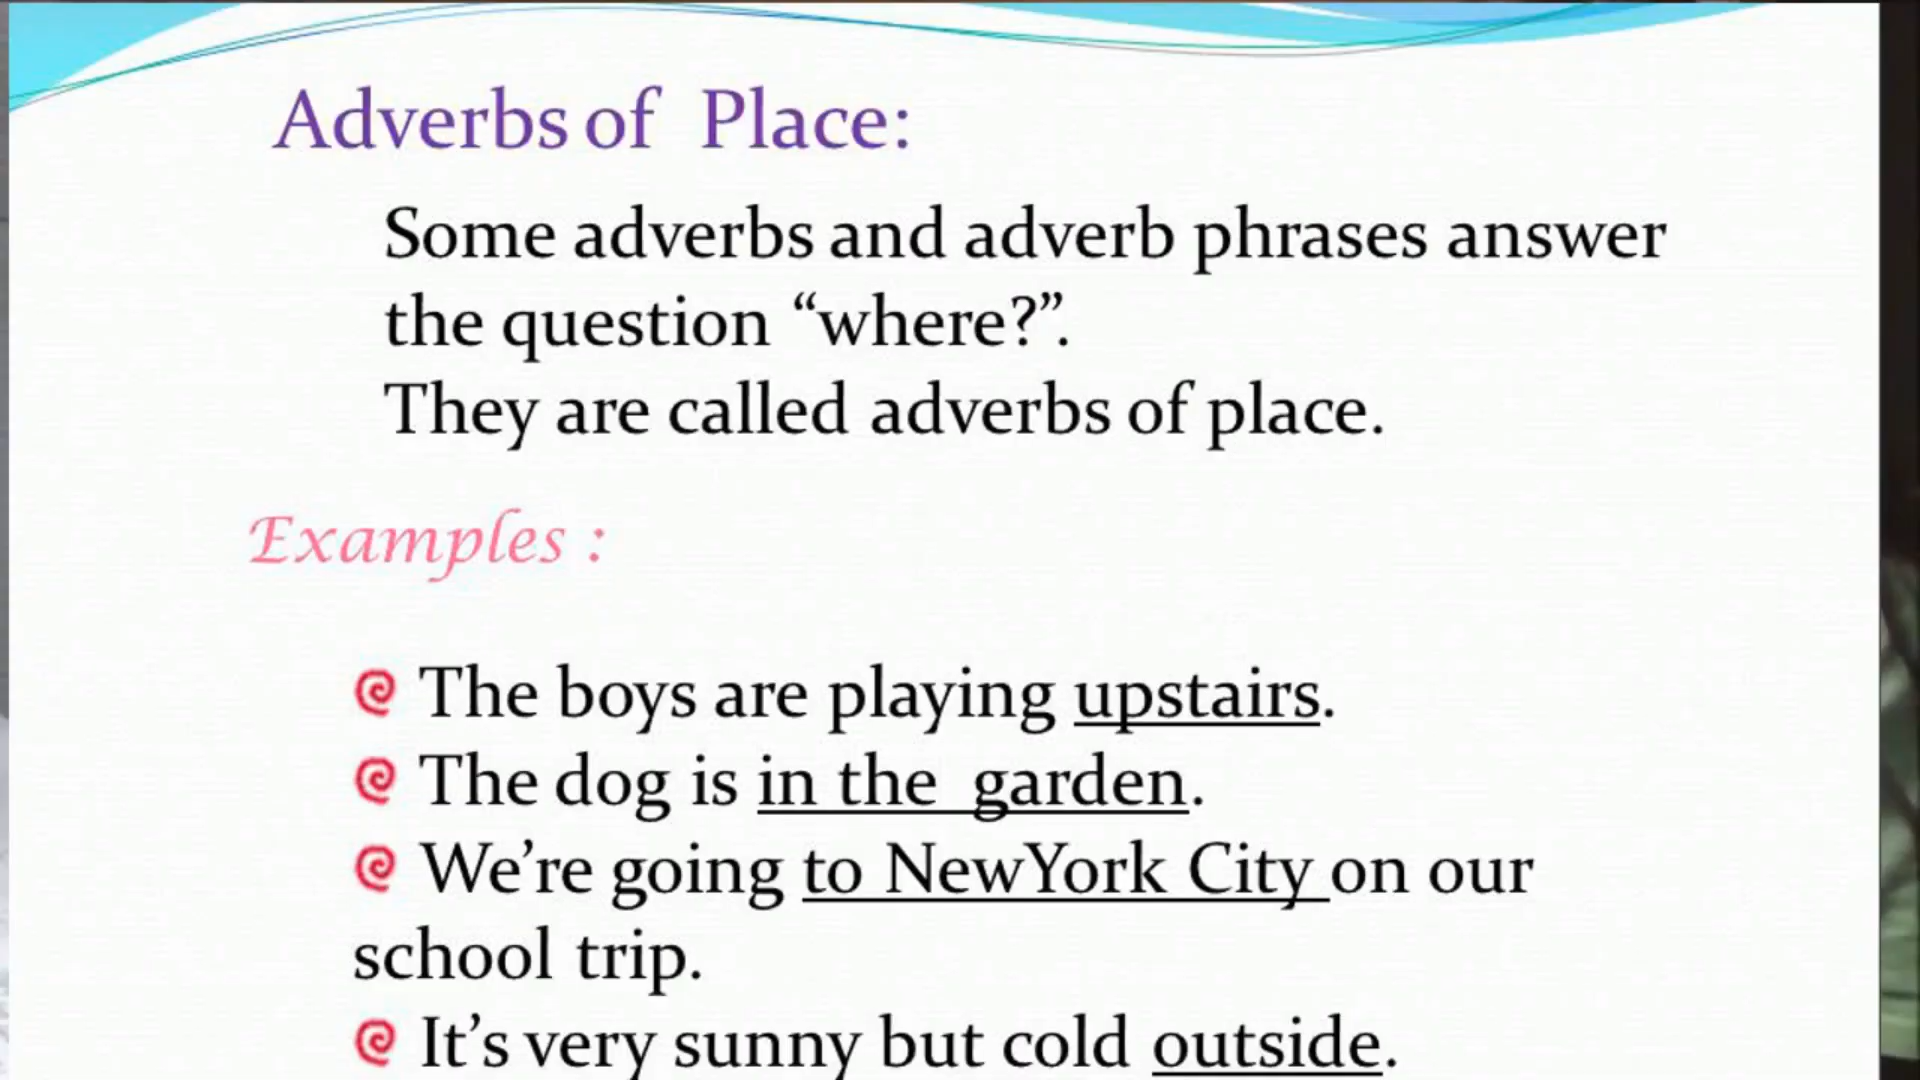 Adverbs of Place:
Some adverbs and adverb phrases answer
the question “where?”.
They are called adverbs of place.
Examples :
The boys are playing upstairs.
The dog is in the garden.
We’re going to NewYork City on our
school trip.
It’s very sunny but cold outside.